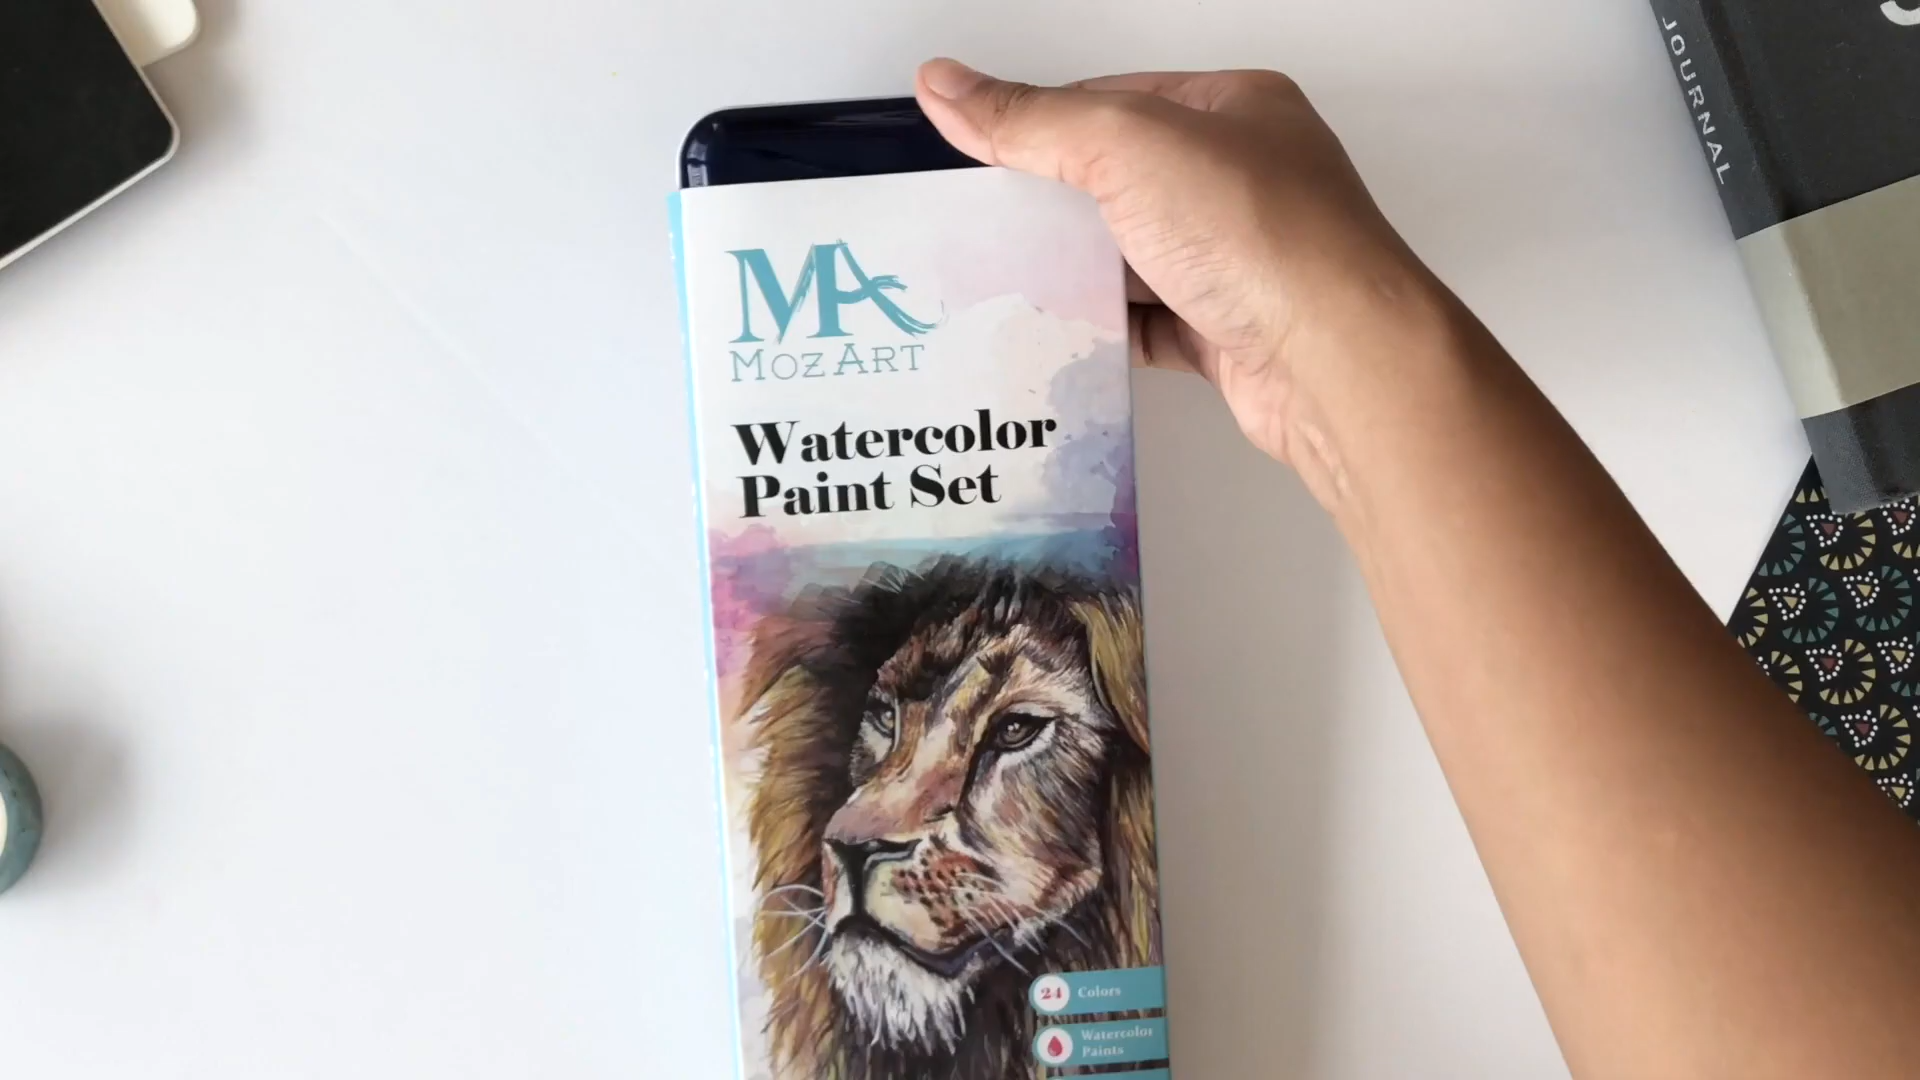 MA
MOZART
Watercolor
Paint Set
24 Colors
Watercolor
Paints
JOURNAL